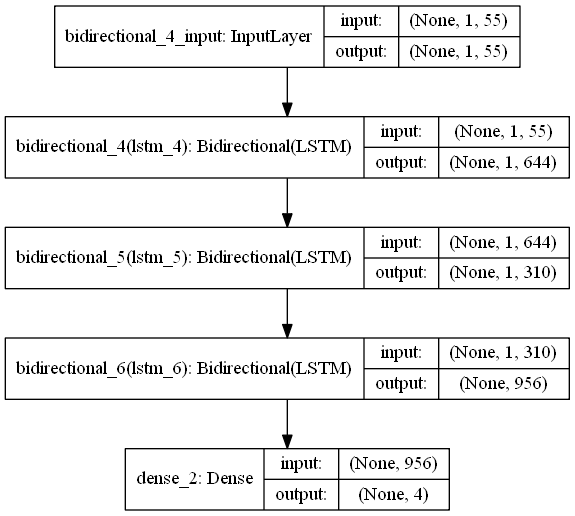 bidirectional_4_input: InputLayer
input:
(None, 1, 55)
output:
(None, 1, 55)
bidirectional_4(lstm_4): Bidirectional(LSTM)
input:
(None, 1, 55)
output:
(None, 1, 644)
bidirectional_5(lstm_5): Bidirectional(LSTM)
input:
(None, 1, 644)
output:
(None, 1, 310)
bidirectional_6(lstm_6): Bidirectional(LSTM)
input:
(None, 1, 310)
output:
(None, 956)
dense_2: Dense
input:
(None, 956)
output:
(None, 4)